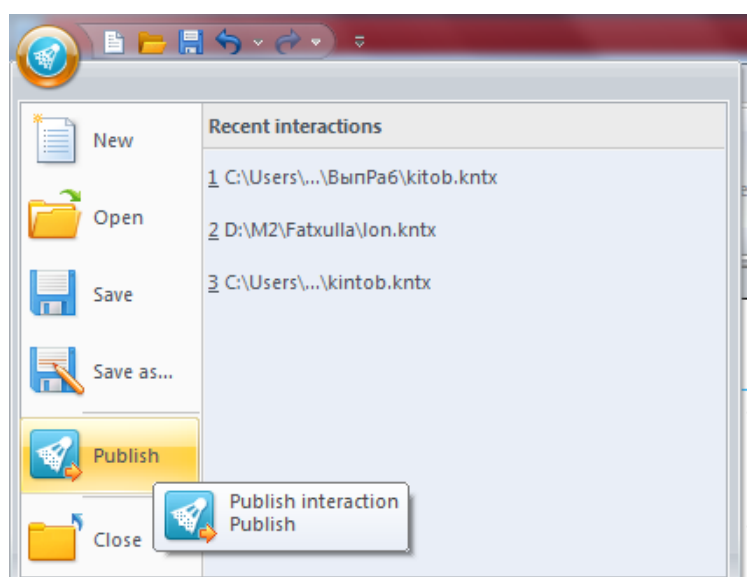 New
Open
Save
Save as...
Publish
Close
Recent interactions
1 C:\Users\...\ВыпРаб\kitob.kntx
2 D:\M2\Fatxulla\Ion.kntx
3 C:\Users\...\kintob.kntx
Publish interaction
Publish